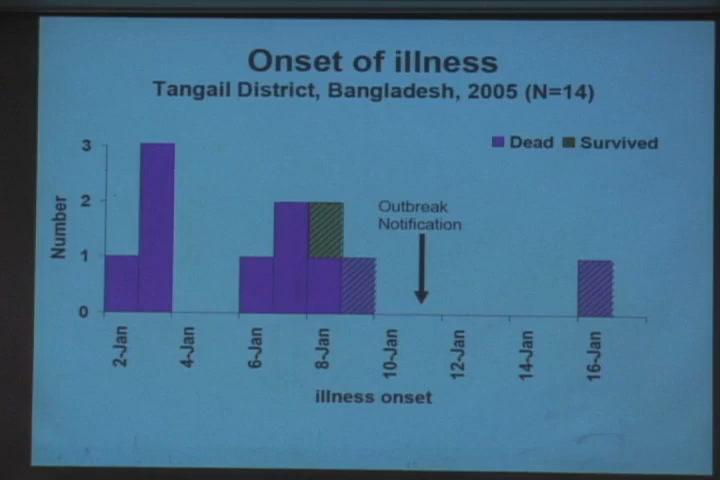 Onset of illness
Tangail District, Bangladesh, 2005 (N=14)
Dead Survived
3
2
1
0
Number
Outbreak
Notification
2-Jan
4-Jan
6-Jan
8-Jan
10-Jan
12-Jan
14-Jan
16-Jan
illness onset